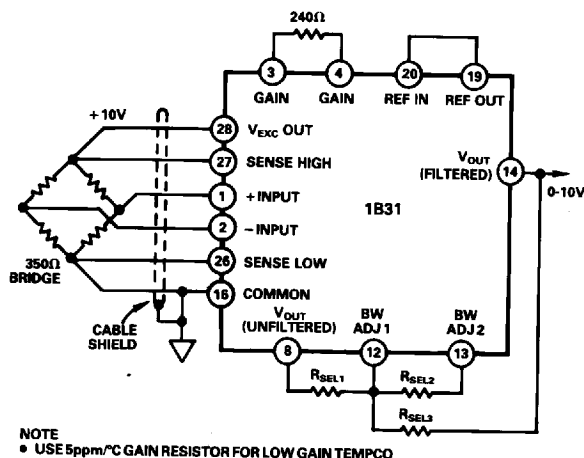 240Ω
3
4
20
19
GAIN
GAIN
REF IN
REF OUT
+10V
28
VEXC OUT
27
SENSE HIGH
VOUT
(FILTERED)
14
1
+INPUT
1B31
0-10V
2
−INPUT
350Ω
BRIDGE
26
SENSE LOW
16
COMMON
CABLE
SHIELD
VOUT
(UNFILTERED)
BW
ADJ 1
BW
ADJ 2
8
12
13
RSEL1
RSEL2
RSEL3
NOTE
• USE 5ppm/°C GAIN RESISTOR FOR LOW GAIN TEMPCO